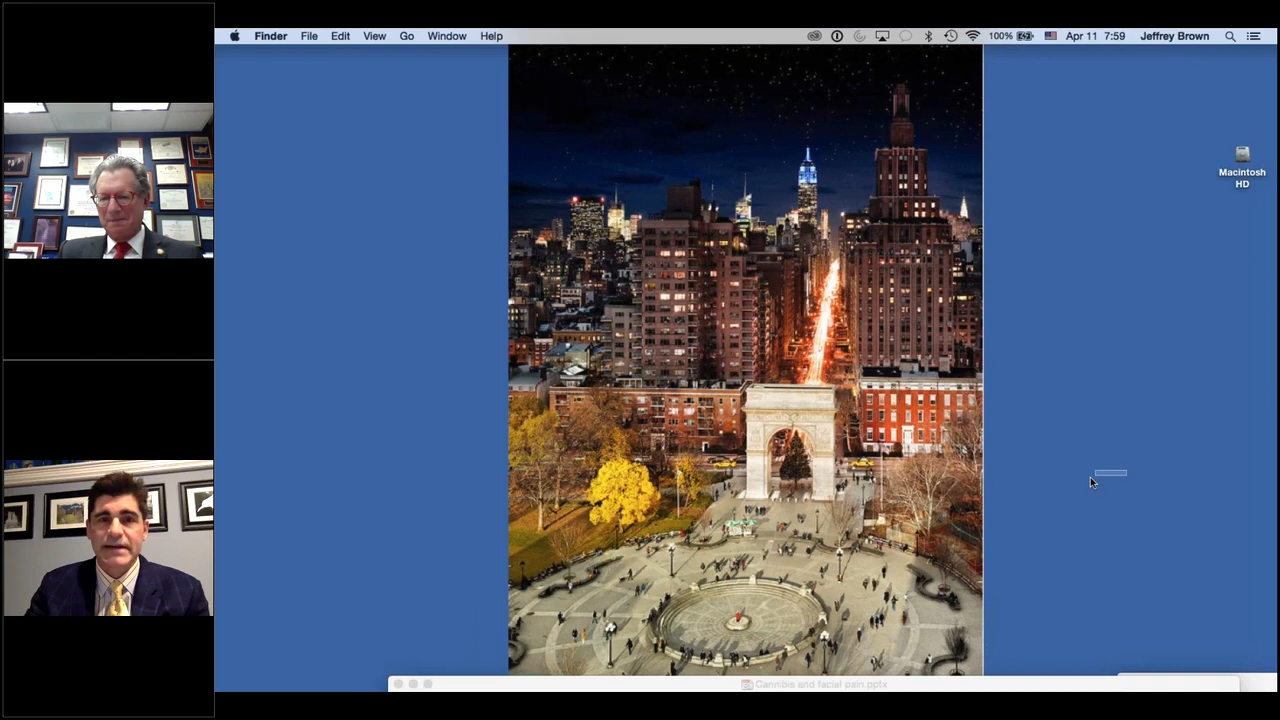 Finder File Edit View Go Window Help 100% Apr 11 7:59 Jeffrey Brown
Macintosh
HD
Cannibis and facial pain.pptx